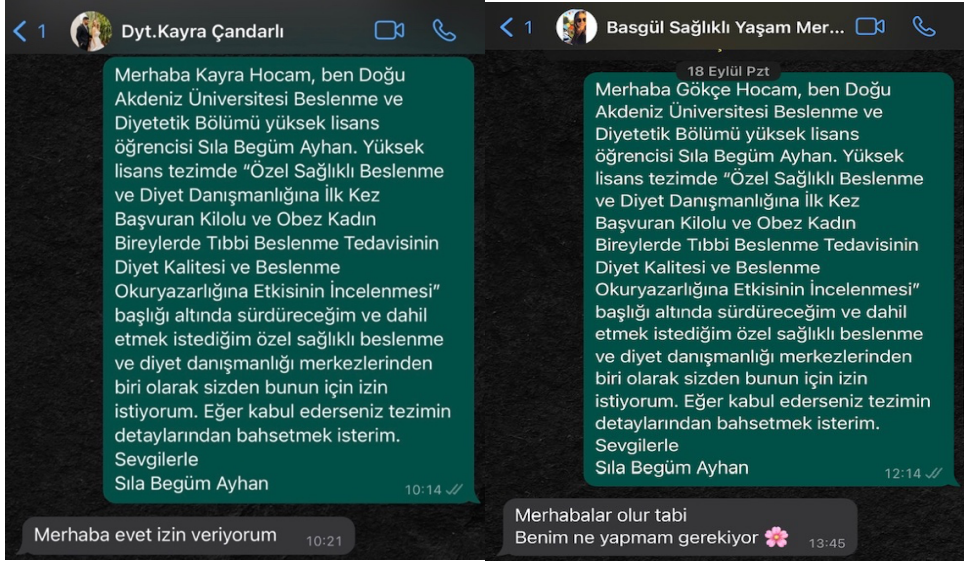 1
Dyt.Kayra Çandarlı
Merhaba Kayra Hocam, ben Doğu
Akdeniz Üniversitesi Beslenme ve
Diyetetik Bölümü yüksek lisans
öğrencisi Sıla Begüm Ayhan. Yüksek
lisans tezimde “Özel Sağlıklı Beslenme
ve Diyet Danışmanlığına İlk Kez
Başvuran Kilolu ve Obez Kadın
Bireylerde Tıbbi Beslenme Tedavisinin
Diyet Kalitesi ve Beslenme
Okuryazarlığına Etkisinin İncelenmesi”
başlığı altında sürdüreceğim ve dahil
etmek istediğim özel sağlıklı beslenme
ve diyet danışmanlığı merkezlerinden
biri olarak sizden bunun için izin
istiyorum. Eğer kabul ederseniz tezimin
detaylarından bahsetmek isterim.
Sevgilerle
Sıla Begüm Ayhan
10:14
Merhaba evet izin veriyorum
10:21
1
Basgül Sağlıklı Yaşam Mer...
18 Eylül Pzt
Merhaba Gökçe Hocam, ben Doğu
Akdeniz Üniversitesi Beslenme ve
Diyetetik Bölümü yüksek lisans
öğrencisi Sıla Begüm Ayhan. Yüksek
lisans tezimde “Özel Sağlıklı Beslenme
ve Diyet Danışmanlığına İlk Kez
Başvuran Kilolu ve Obez Kadın
Bireylerde Tıbbi Beslenme Tedavisinin
Diyet Kalitesi ve Beslenme
Okuryazarlığına Etkisinin İncelenmesi”
başlığı altında sürdüreceğim ve dahil
etmek istediğim özel sağlıklı beslenme
ve diyet danışmanlığı merkezlerinden
biri olarak sizden bunun için izin
istiyorum. Eğer kabul ederseniz tezimin
detaylarından bahsetmek isterim.
Sevgilerle
Sıla Begüm Ayhan
12:14
Merhabalar olur tabi
Benim ne yapmam gerekiyor 🌸
13:45